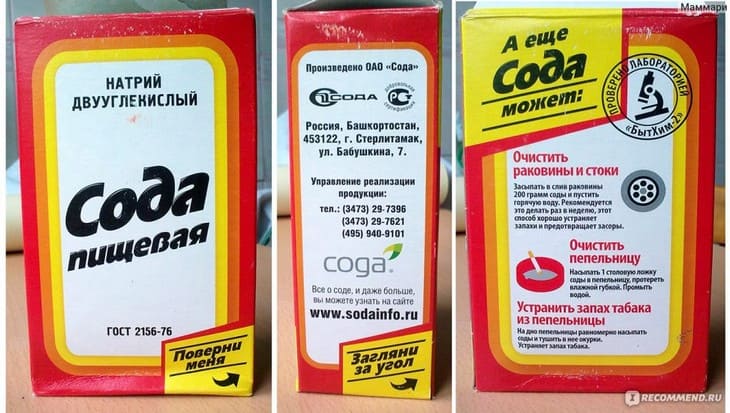 НАТРИЙ
ДВУУГЛЕКИСЛЫЙ
Сода
пищевая
ГОСТ 2156-76
Поверни
меня
Произведено ОАО «Сода»
СОДА
добровольная
сертификация
Россия, Башкортостан,
453122, г. Стерлитамак,
ул. Бабушкина, 7.
Управление реализации
продукции:
тел.: (3473) 29-7396
(3473) 29-7621
(495) 940-9101
сода
Все о соде, и даже больше,
вы можете узнать на сайте
www.sodainfo.ru
Загляни
за угол
Маммари
А еще
Сода
может:
ПРОВЕРЕНО ЛАБОРАТОРИЕЙ
«БытХим-2»
Очистить
раковины и стоки
Засыпать в слив раковины
200 грамм соды и пустить
горячую воду. Рекомендуется
это делать раз в неделю, этот
способ хорошо устраняет
запахи и предотвращает засоры.
Очистить
пепельницу
Насыпать 1 столовую ложку
соды в пепельницу, протереть
влажной губкой. Промыть
водой.
Устранить запах табака
из пепельницы
На дно пепельницы равномерно насыпать
соды и тушить в нее окурки.
Устраняет запах табака.
IRECOMMEND.RU